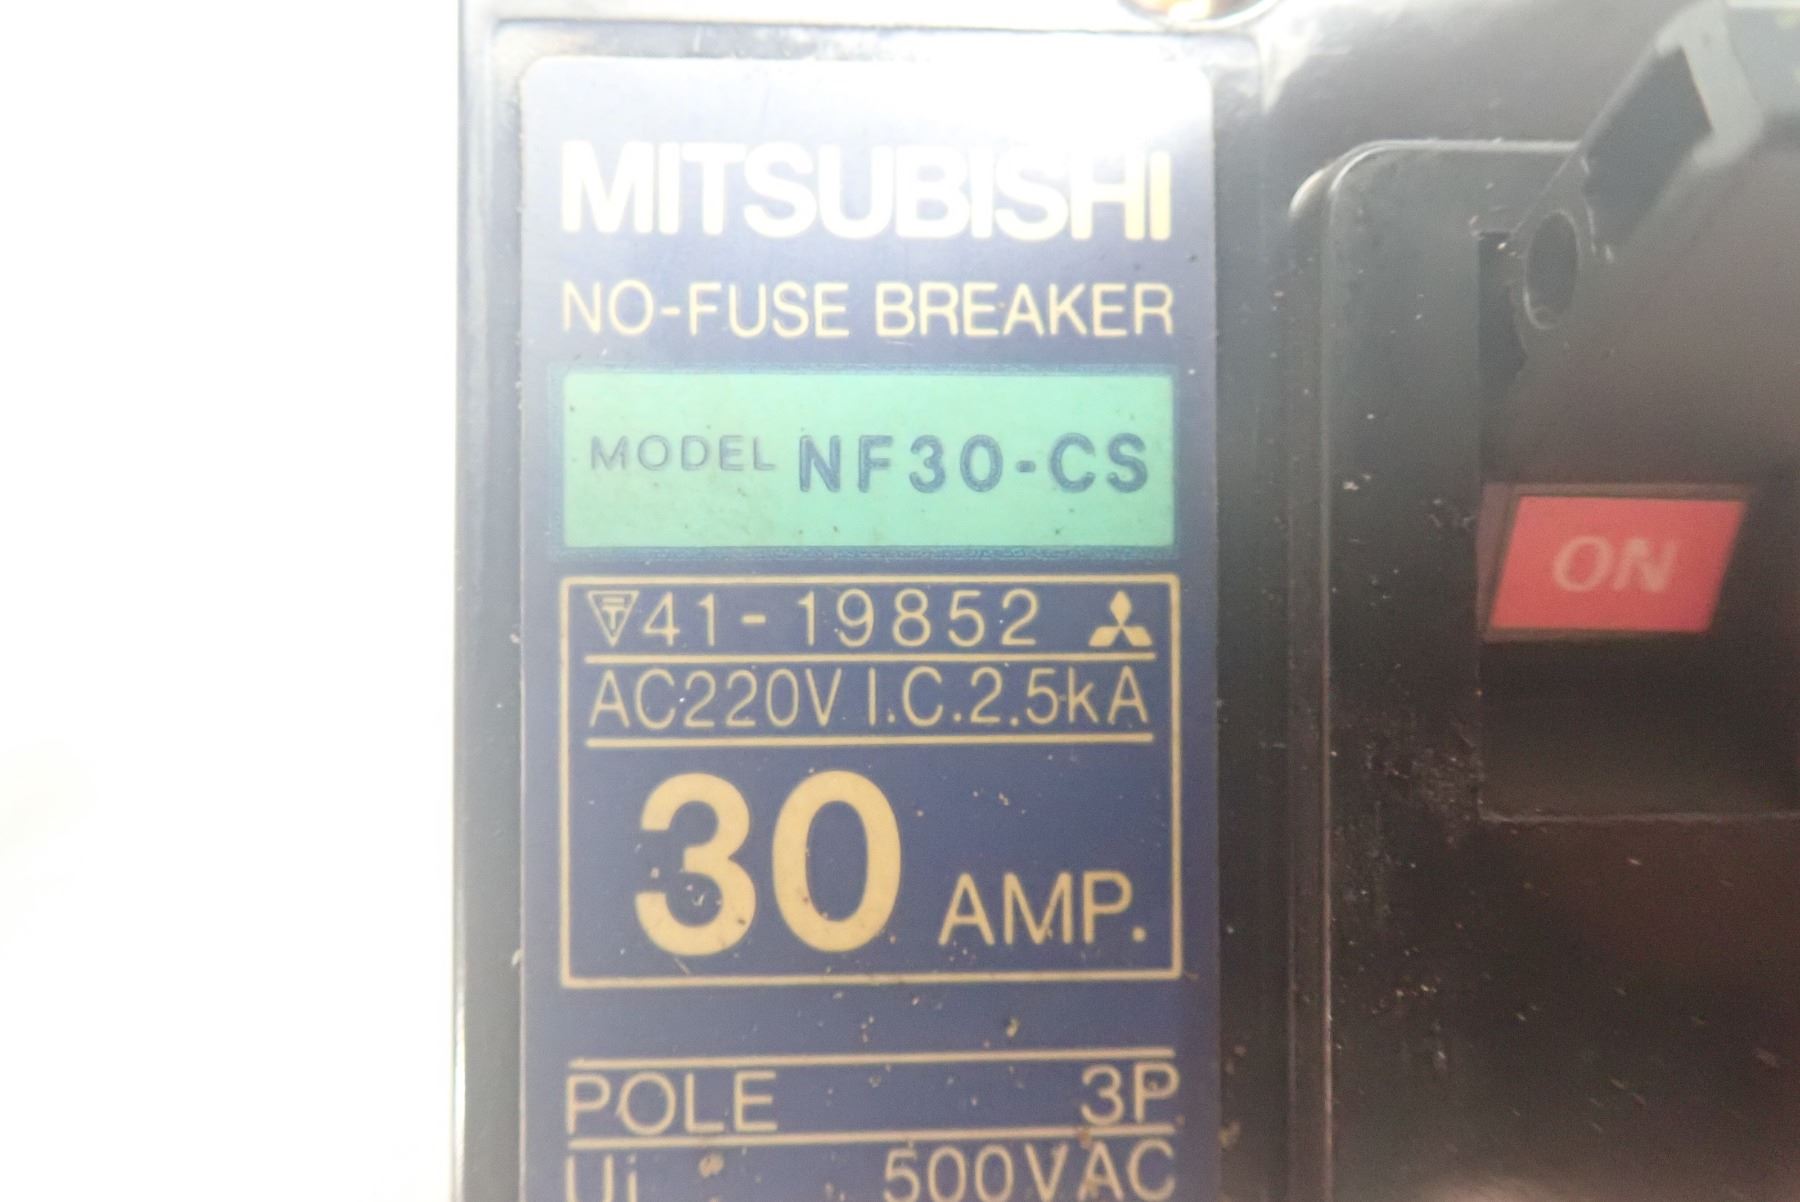 MITSUBISHI
NO-FUSE BREAKER
MODEL NF30-CS
41-19852
AC220V I.C.2.5kA
30 AMP.
POLE 3P
Ui 500VAC
ON